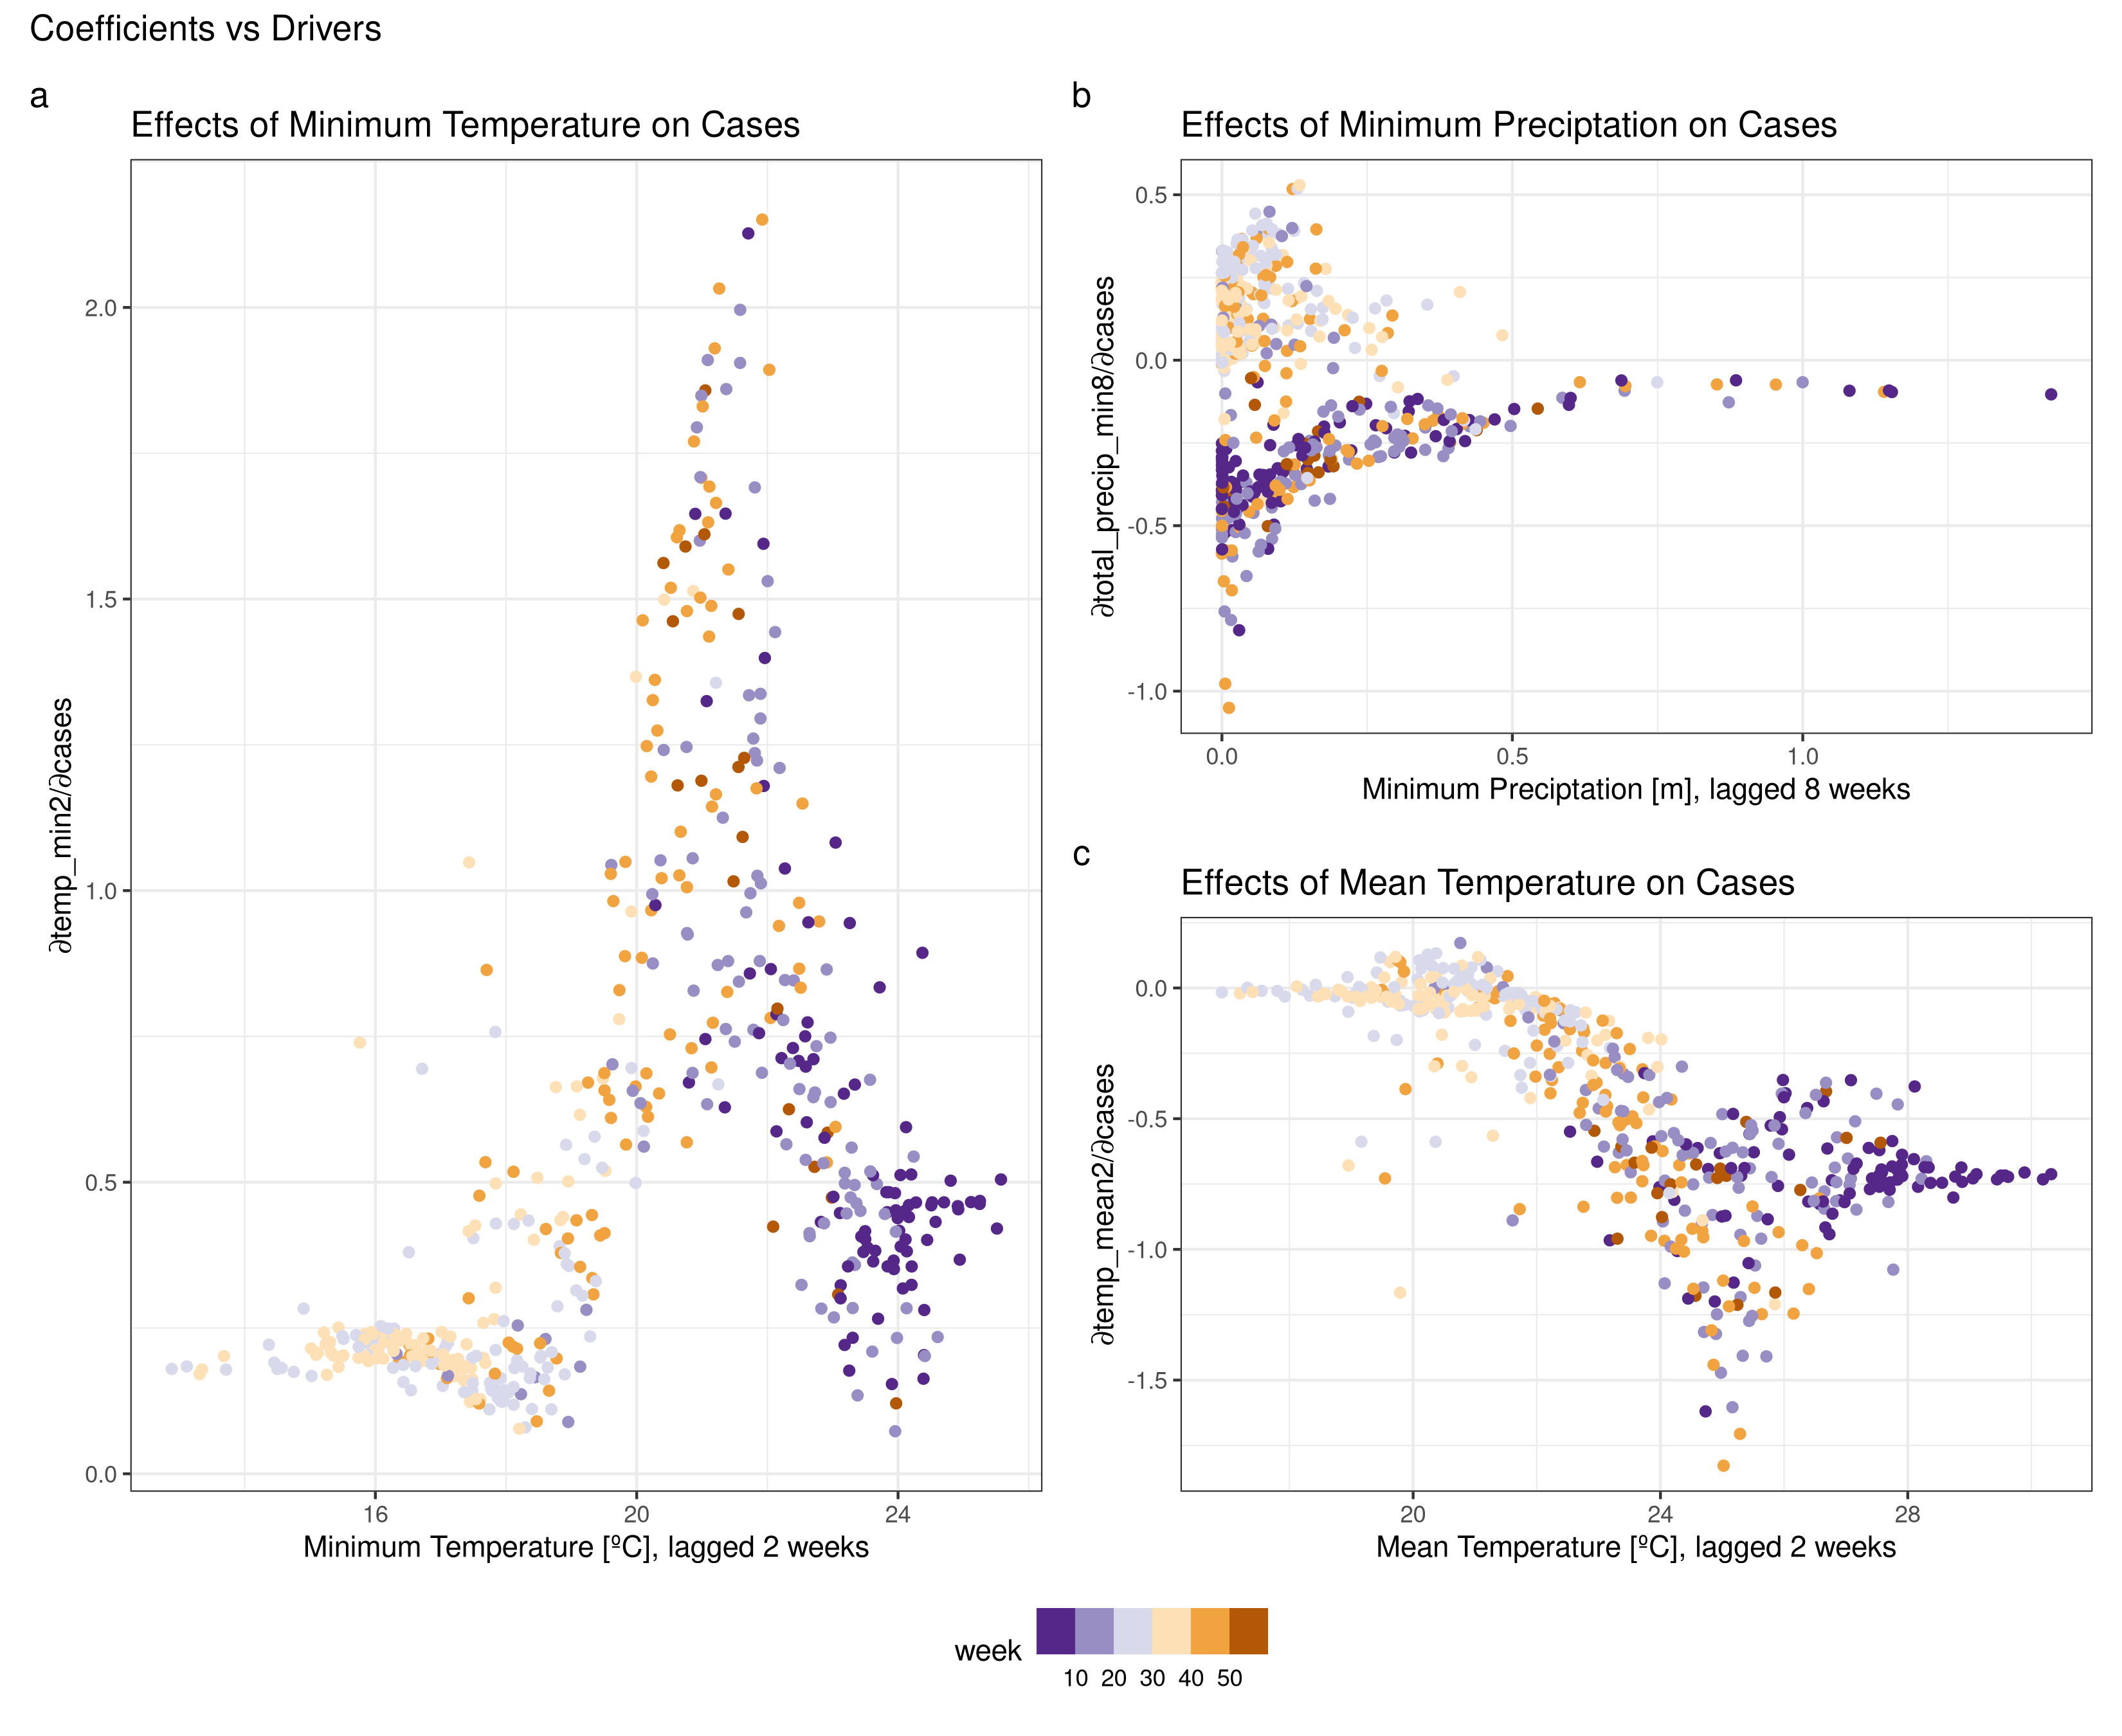 Coefficients vs Drivers
a
Effects of Minimum Temperature on Cases
∂temp_min2/∂cases
2.0
1.5
1.0
0.5
0.0
16 20 24
Minimum Temperature [ºC], lagged 2 weeks
b
Effects of Minimum Preciptation on Cases
∂total_precip_min8/∂cases
0.5
0.0
-0.5
-1.0
0.0 0.5 1.0
Minimum Preciptation [m], lagged 8 weeks
c
Effects of Mean Temperature on Cases
∂temp_mean2/∂cases
0.0
-0.5
-1.0
-1.5
20 24 28
Mean Temperature [ºC], lagged 2 weeks
week
10 20 30 40 50